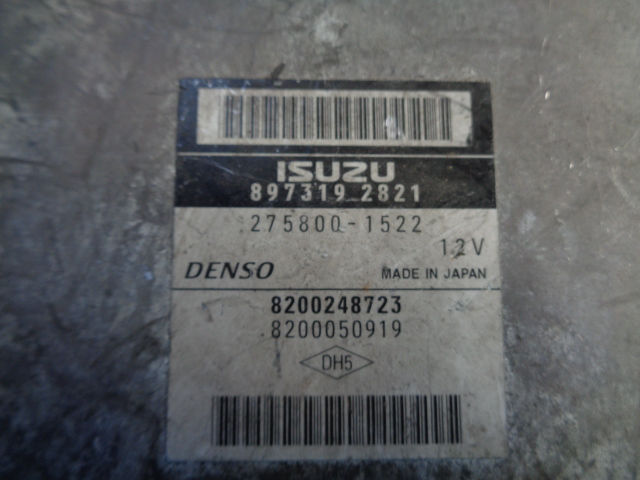 ISUZU
897319 2821
275800-1522
12V
DENSO MADE IN JAPAN
8200248723
8200050919
DH5